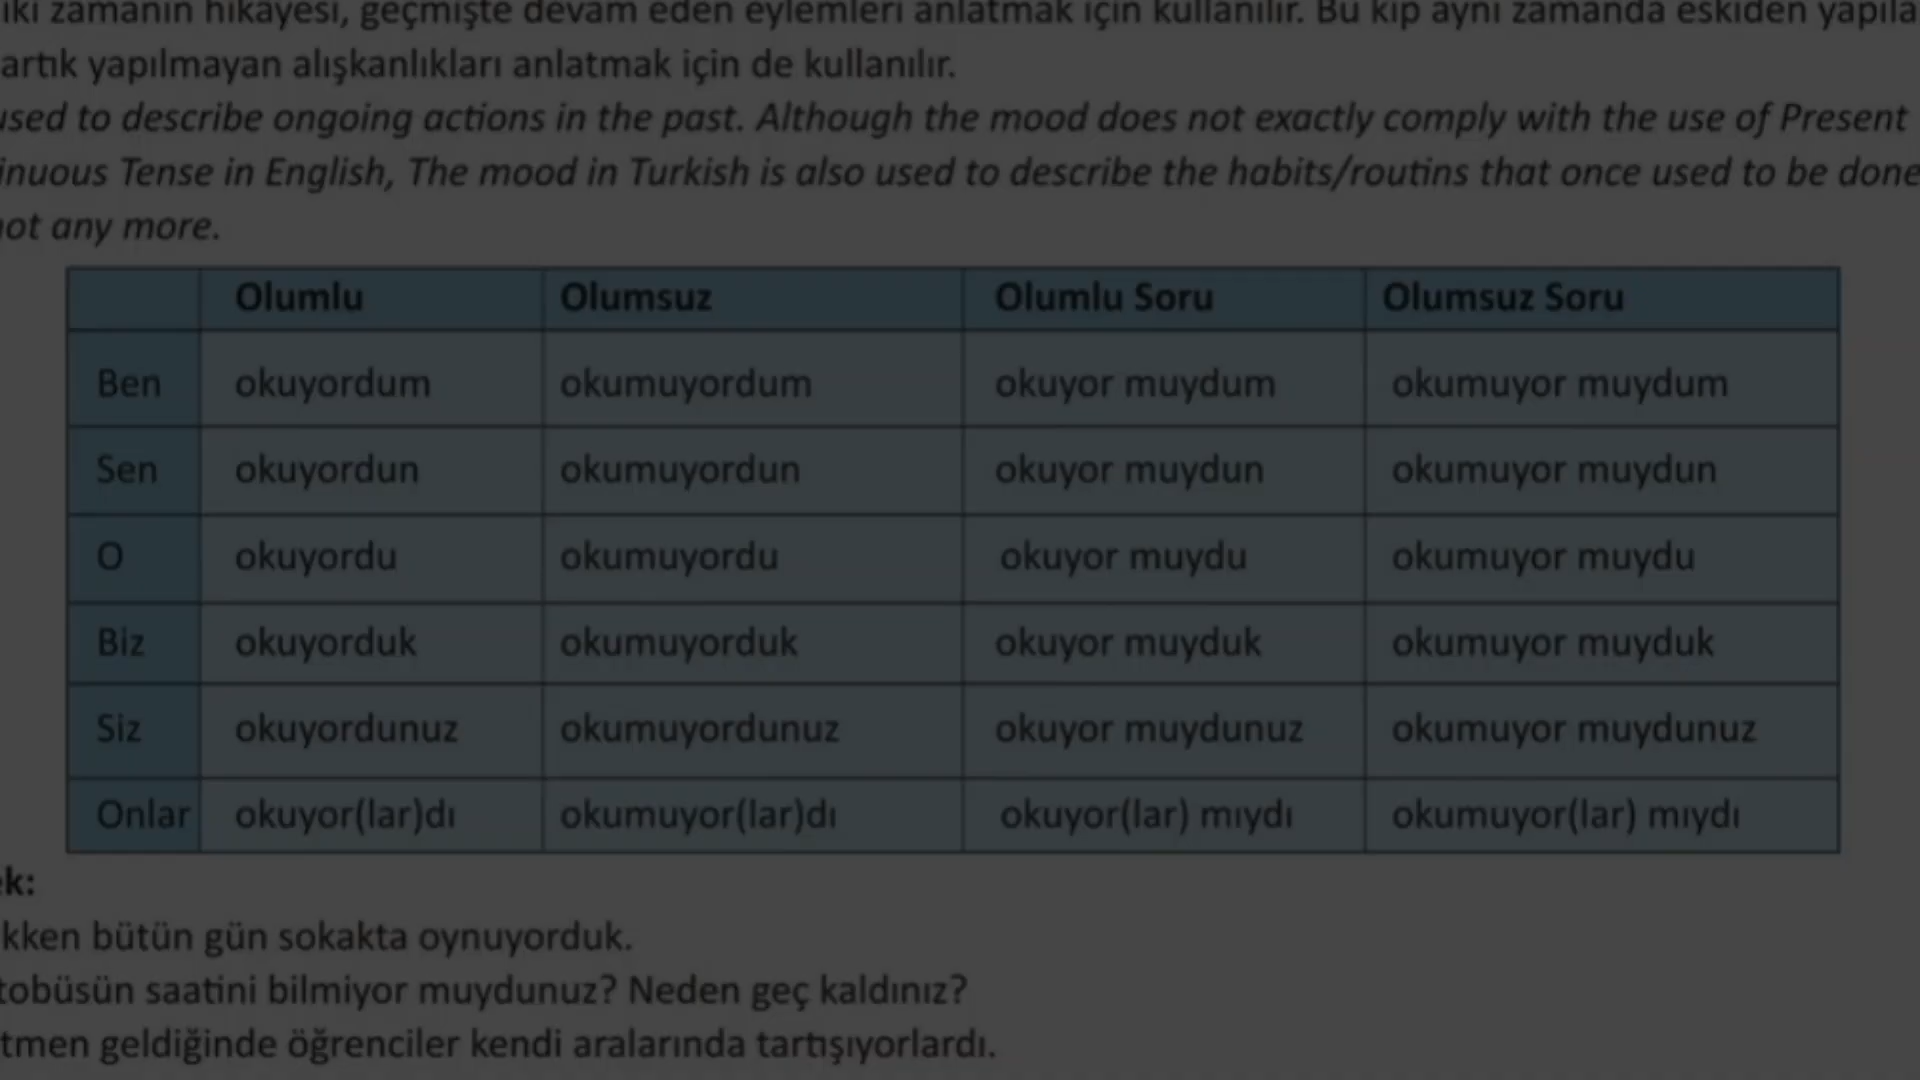 zamanın hikayesi, geçmişte devam eden eylemleri anlatmak için kullanılır. Bu kip aynı zamanda eskiden
artık yapılmayan alışkanlıkları anlatmak için de kullanılır.
used to describe ongoing actions in the past. Although the mood does not exactly comply with the use of Present
inuous Tense in English, The mood in Turkish is also used to describe the habits/routins that once used to be done
not any more.
Olumlu Olumsuz Olumlu Soru Olumsuz Soru
Ben okuyordum okumuyordum okuyor muydum okumuyor muydum
Sen okuyordun okumuyordun okuyor muydun okumuyor muydun
O okuyordu okumuyordu okuyor muydu okumuyor muydu
Biz okuyorduk okumuyorduk okuyor muyduk okumuyor muyduk
Siz okuyordunuz okumuyordunuz okuyor muydunuz okumuyor muydunuz
Onlar okuyor(lar)dı okumuyor(lar)dı okuyor(lar) mıydı okumuyor(lar) mıydı
ek:
kken bütün gün sokakta oynuyorduk.
tobüsün saatini bilmiyor muydunuz? Neden geç kaldınız?
tmen geldiğinde öğrenciler kendi aralarında tartışıyorlardı.